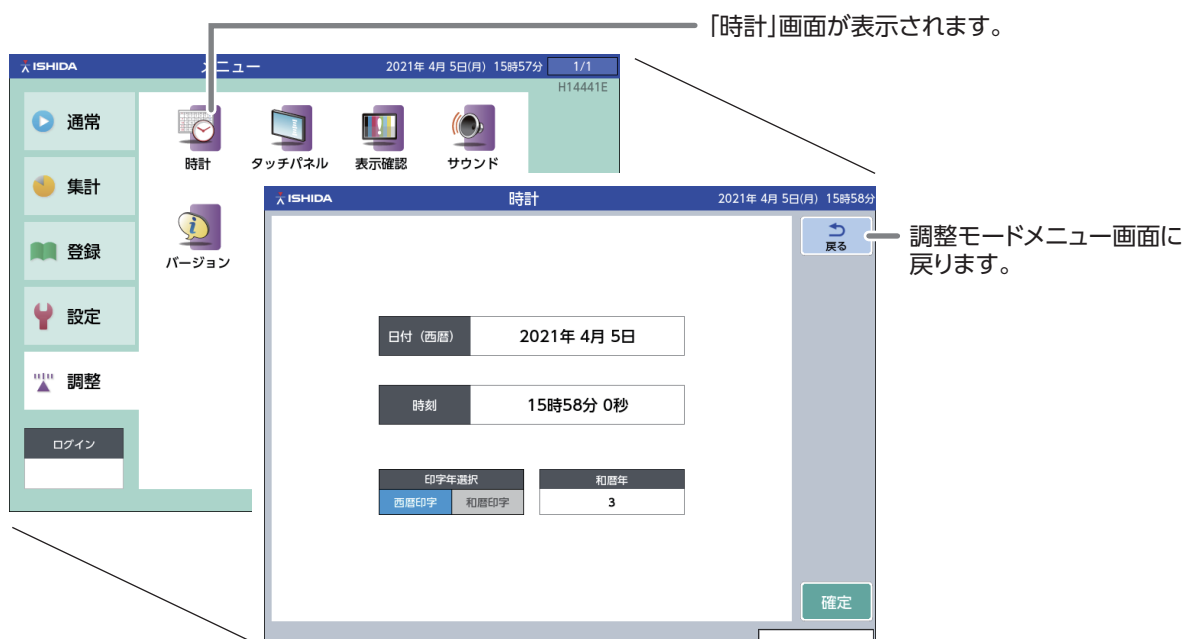 「時計」画面が表示されます。
ISHIDA メニュー 2021年 4月 5日(月) 15時57分 1/1
H14441E
通常
集計
登録
設定
調整
ログイン
時計 タッチパネル 表示確認 サウンド
バージョン
ISHIDA 時計 2021年 4月 5日(月) 15時58分
戻る
調整モードメニュー画面に
戻ります。
日付（西暦） 2021年 4月 5日
時刻 15時58分 0秒
印字年選択 和暦年
西暦印字 和暦印字 3
確定